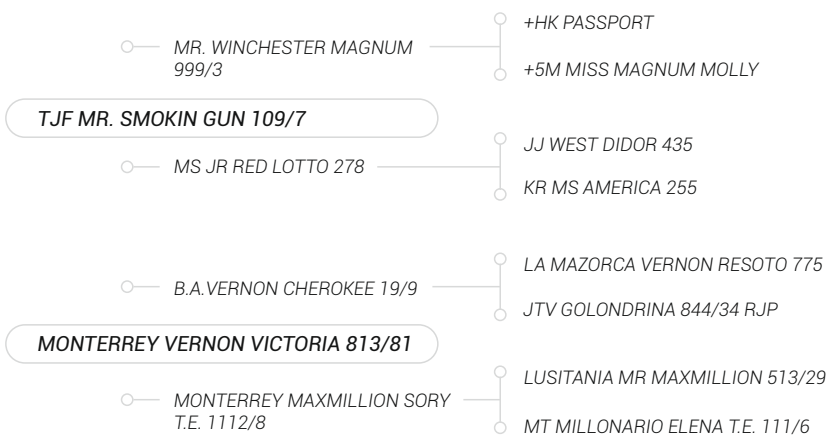 +HK PASSPORT
MR. WINCHESTER MAGNUM
999/3
+5M MISS MAGNUM MOLLY
TJF MR. SMOKIN GUN 109/7
JJ WEST DIDOR 435
MS JR RED LOTTO 278
KR MS AMERICA 255
LA MAZORCA VERNON RESOTO 775
B.A.VERNON CHEROKEE 19/9
JTV GOLONDRINA 844/34 RJP
MONTERREY VERNON VICTORIA 813/81
LUSITANIA MR MAXMILLION 513/29
MONTERREY MAXMILLION SORY
T.E. 1112/8
MT MILLONARIO ELENA T.E. 111/6